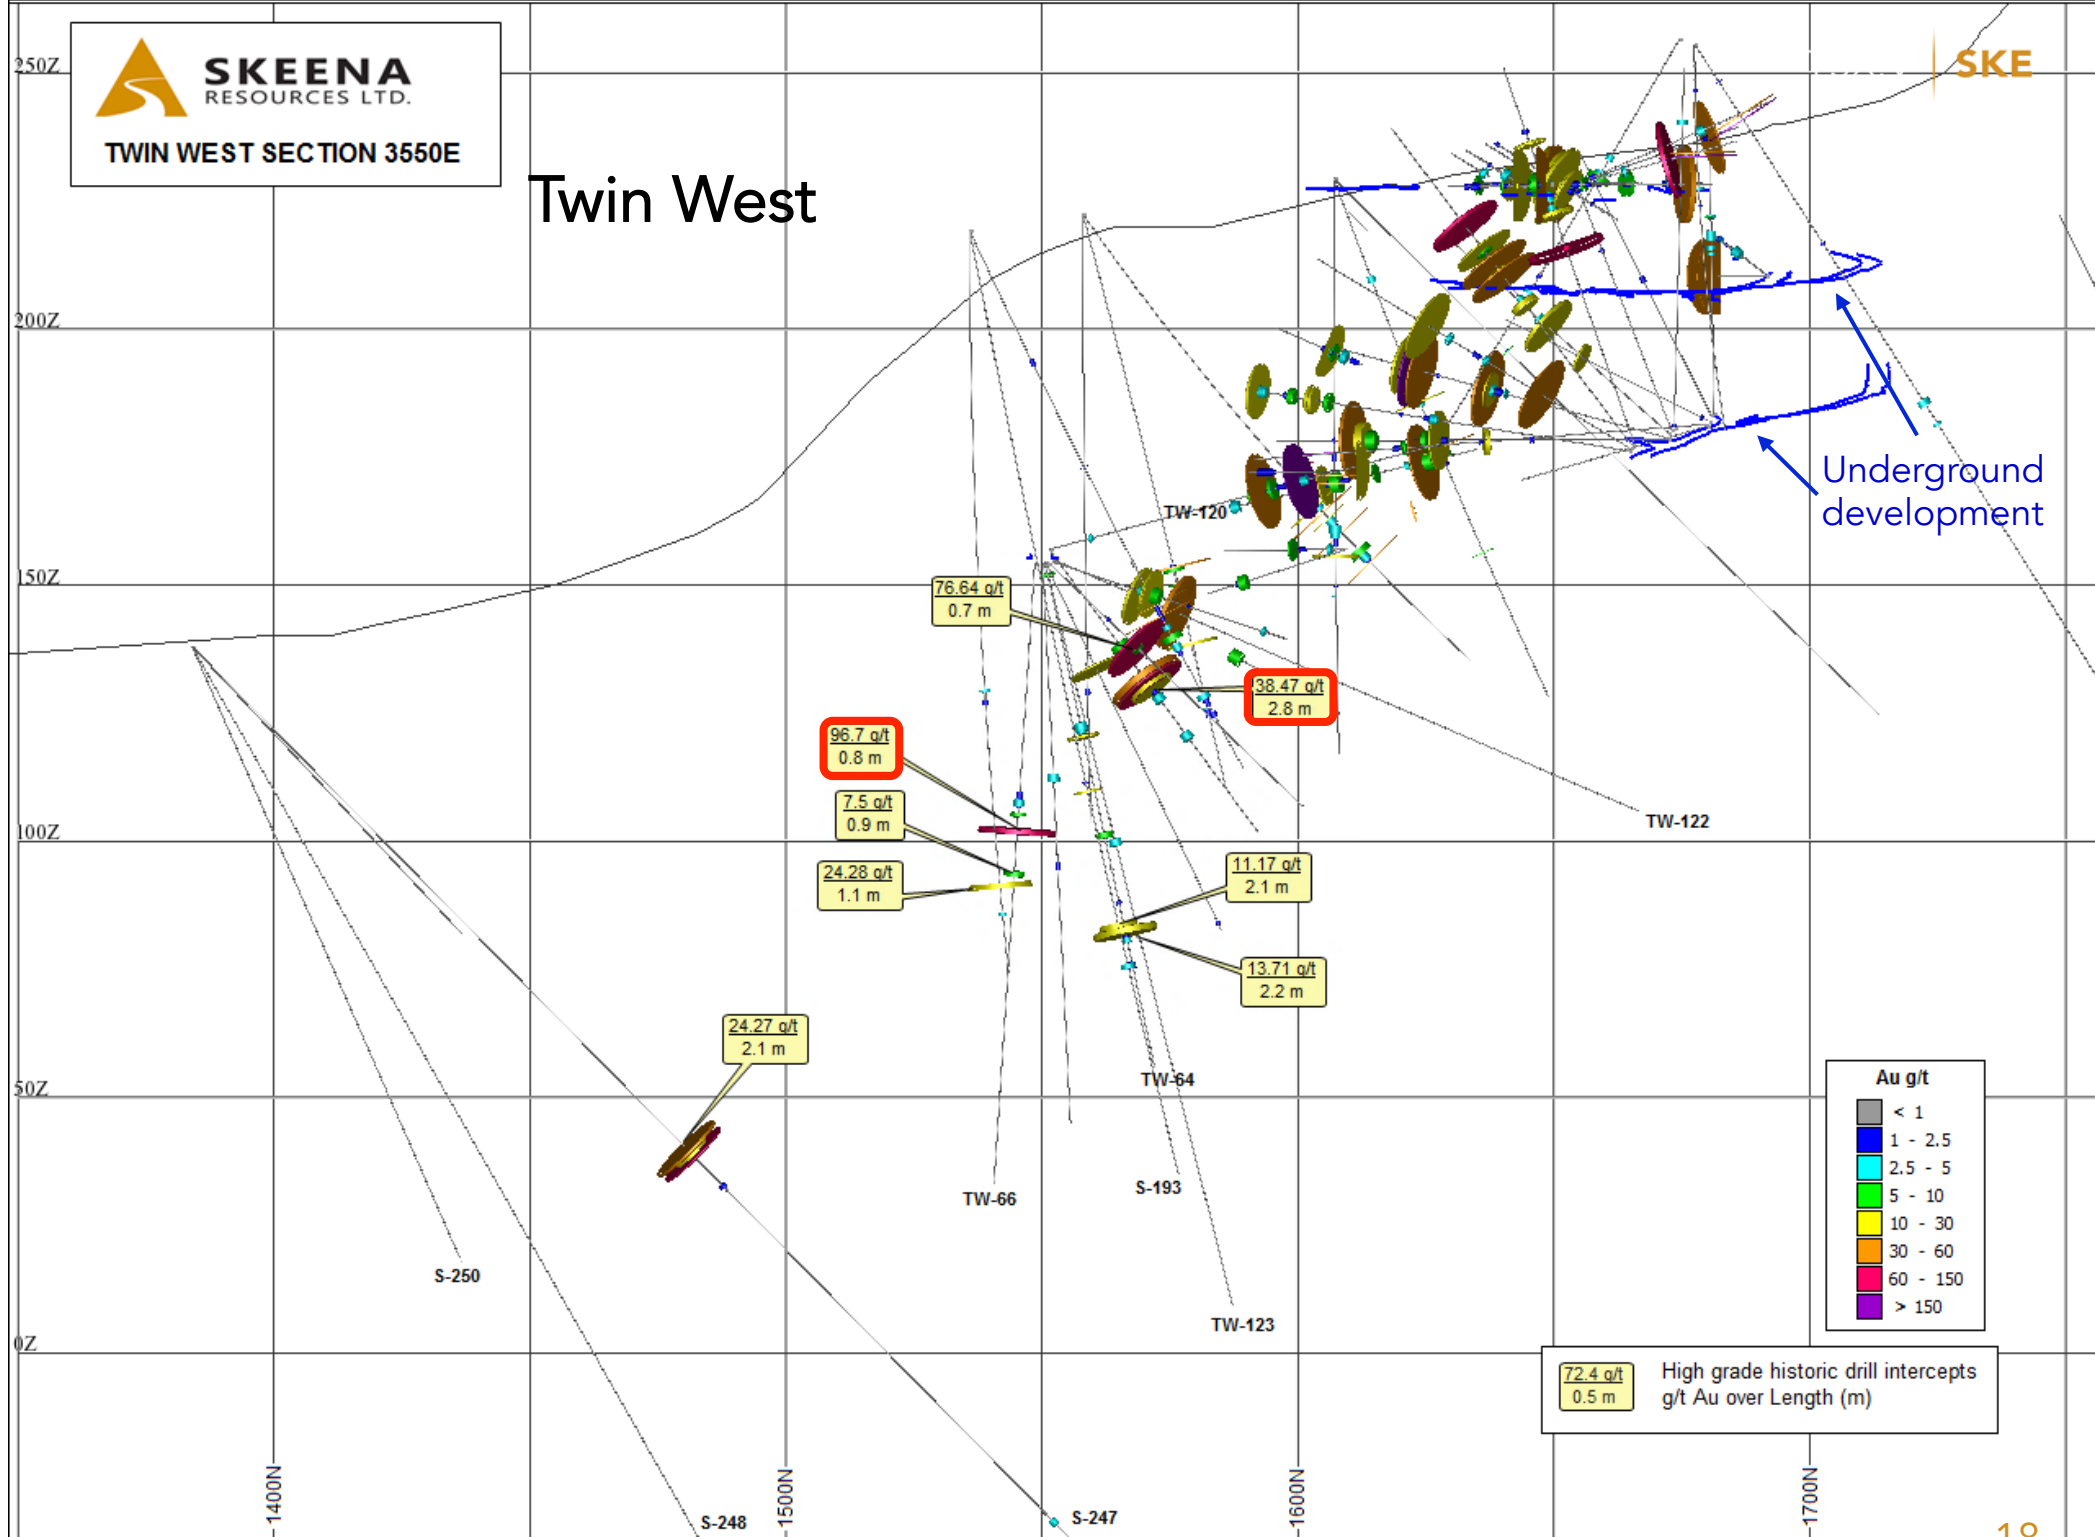 250Z
SKEENA
RESOURCES LTD.
TWIN WEST SECTION 3550E
Twin West
SKE
200Z
Underground
development
TW-120
150Z
76.64 g/t
0.7 m
38.47 g/t
2.8 m
96.7 g/t
0.8 m
7.5 g/t
0.9 m
TW-122
100Z
24.28 g/t
1.1 m
11.17 g/t
2.1 m
13.71 g/t
2.2 m
24.27 g/t
2.1 m
TW-64
50Z
TW-66
S-193
S-250
TW-123
0Z
Au g/t
< 1
1 - 2.5
2.5 - 5
5 - 10
10 - 30
30 - 60
60 - 150
> 150
72.4 g/t
0.5 m
High grade historic drill intercepts
g/t Au over Length (m)
1400N
1500N
1600N
1700N
S-248
S-247
18